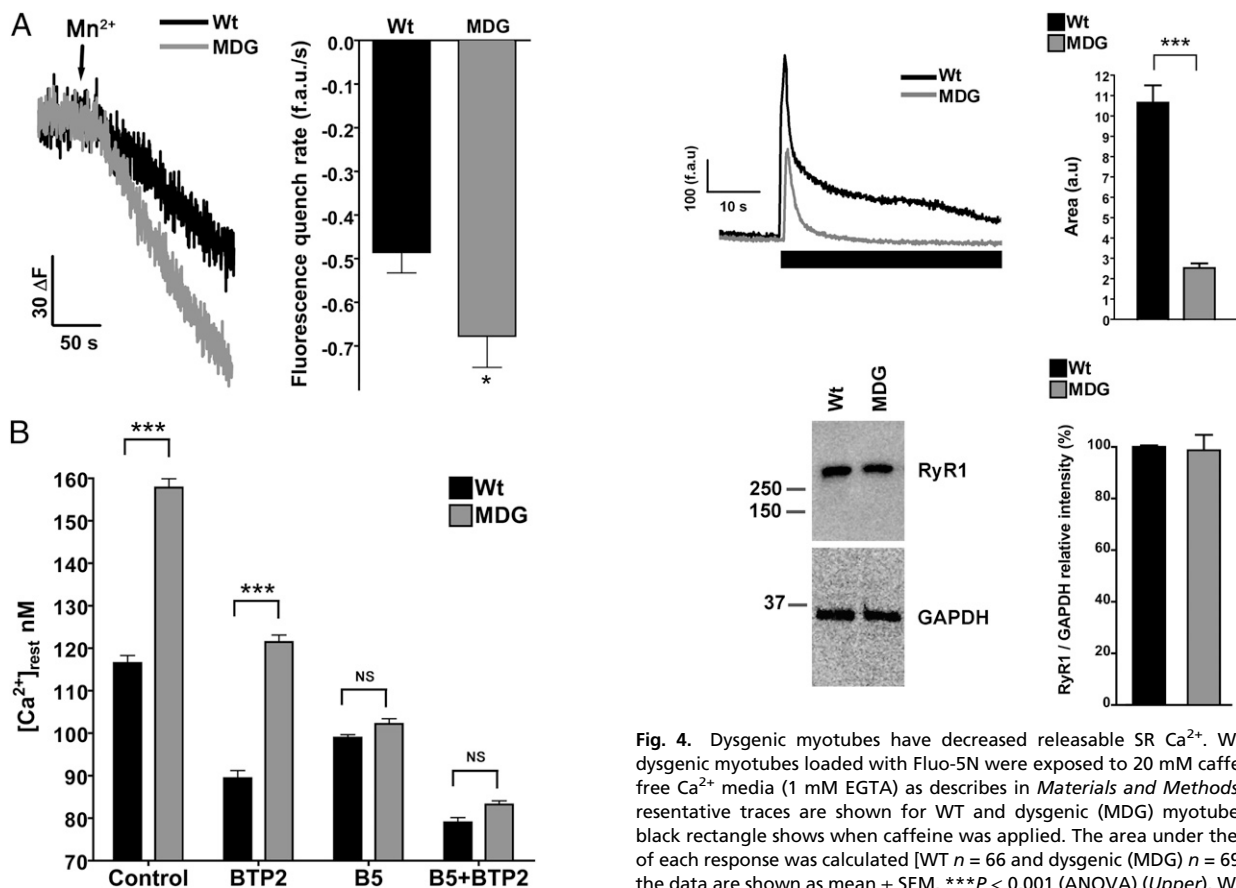 A
Mn2+
Wt
MDG
30 ΔF
50 s
Wt
MDG
Fluorescence quench rate (f.a.u./s)
0.0
-0.1
-0.2
-0.3
-0.4
-0.5
-0.6
-0.7
*
B
[Ca2+]rest nM
160
150
140
130
120
116
100
90
80
70
***
***
NS
NS
Wt
MDG
Control
BTP2
B5
B5+BTP2
Wt
MDG
100 (f.a.u)
10 s
Wt
MDG
***
Area (a.u)
12
11
10
9
8
7
6
5
4
3
2
1
0
Wt
MDG
250
150
RyR1
37
GAPDH
Wt
MDG
RyR1 / GAPDH relative intensity (%)
100
80
60
40
20
0
Fig. 4. Dysgenic myotubes have decreased releasable SR Ca2+. W
dysgenic myotubes loaded with Fluo-5N were exposed to 20 mM caffe
free Ca2+ media (1 mM EGTA) as describes in Materials and Methods
resentative traces are shown for WT and dysgenic (MDG) myotube
black rectangle shows when caffeine was applied. The area under the
of each response was calculated [WT n = 66 and dysgenic (MDG) n = 69
the data are shown as mean ± SEM. ***P < 0.001 (ANOVA) (Upper). W